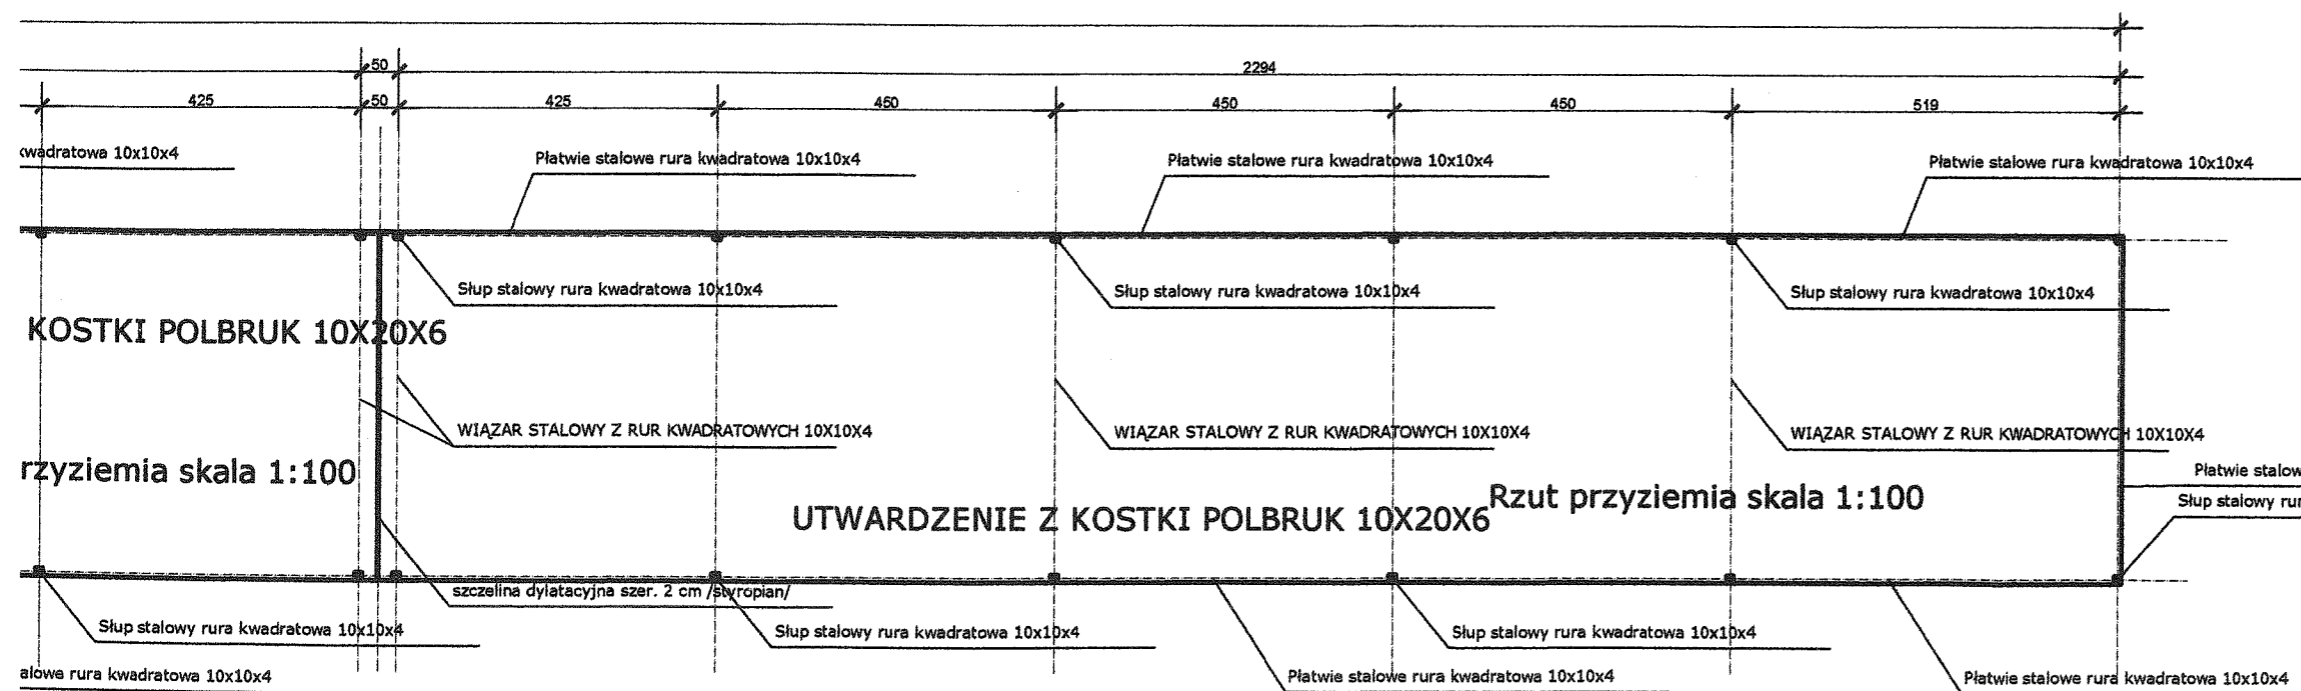 50
2294
425
50
425
450
450
450
519
kwadratowa 10x10x4
Płatwie stalowe rura kwadratowa 10x10x4
Płatwie stalowe rura kwadratowa 10x10x4
Płatwie stalowe rura kwadratowa 10x10x4
Słup stalowy rura kwadratowa 10x10x4
Słup stalowy rura kwadratowa 10x10x4
Słup stalowy rura kwadratowa 10x10x4
KOSTKI POLBRUK 10X20X6
WIĄZAR STALOWY Z RUR KWADRATOWYCH 10X10X4
WIĄZAR STALOWY Z RUR KWADRATOWYCH 10X10X4
WIĄZAR STALOWY Z RUR KWADRATOWYCH 10X10X4
rzyziemia skala 1:100
Płatwie stalow
Rzut przyziemia skala 1:100
Słup stalowy rur
UTWARDZENIE Z KOSTKI POLBRUK 10X20X6
szczelina dylatacyjna szer. 2 cm /styropian/
Słup stalowy rura kwadratowa 10x10x4
Słup stalowy rura kwadratowa 10x10x4
Słup stalowy rura kwadratowa 10x10x4
alowe rura kwadratowa 10x10x4
Płatwie stalowe rura kwadratowa 10x10x4
Płatwie stalowe rura kwadratowa 10x10x4